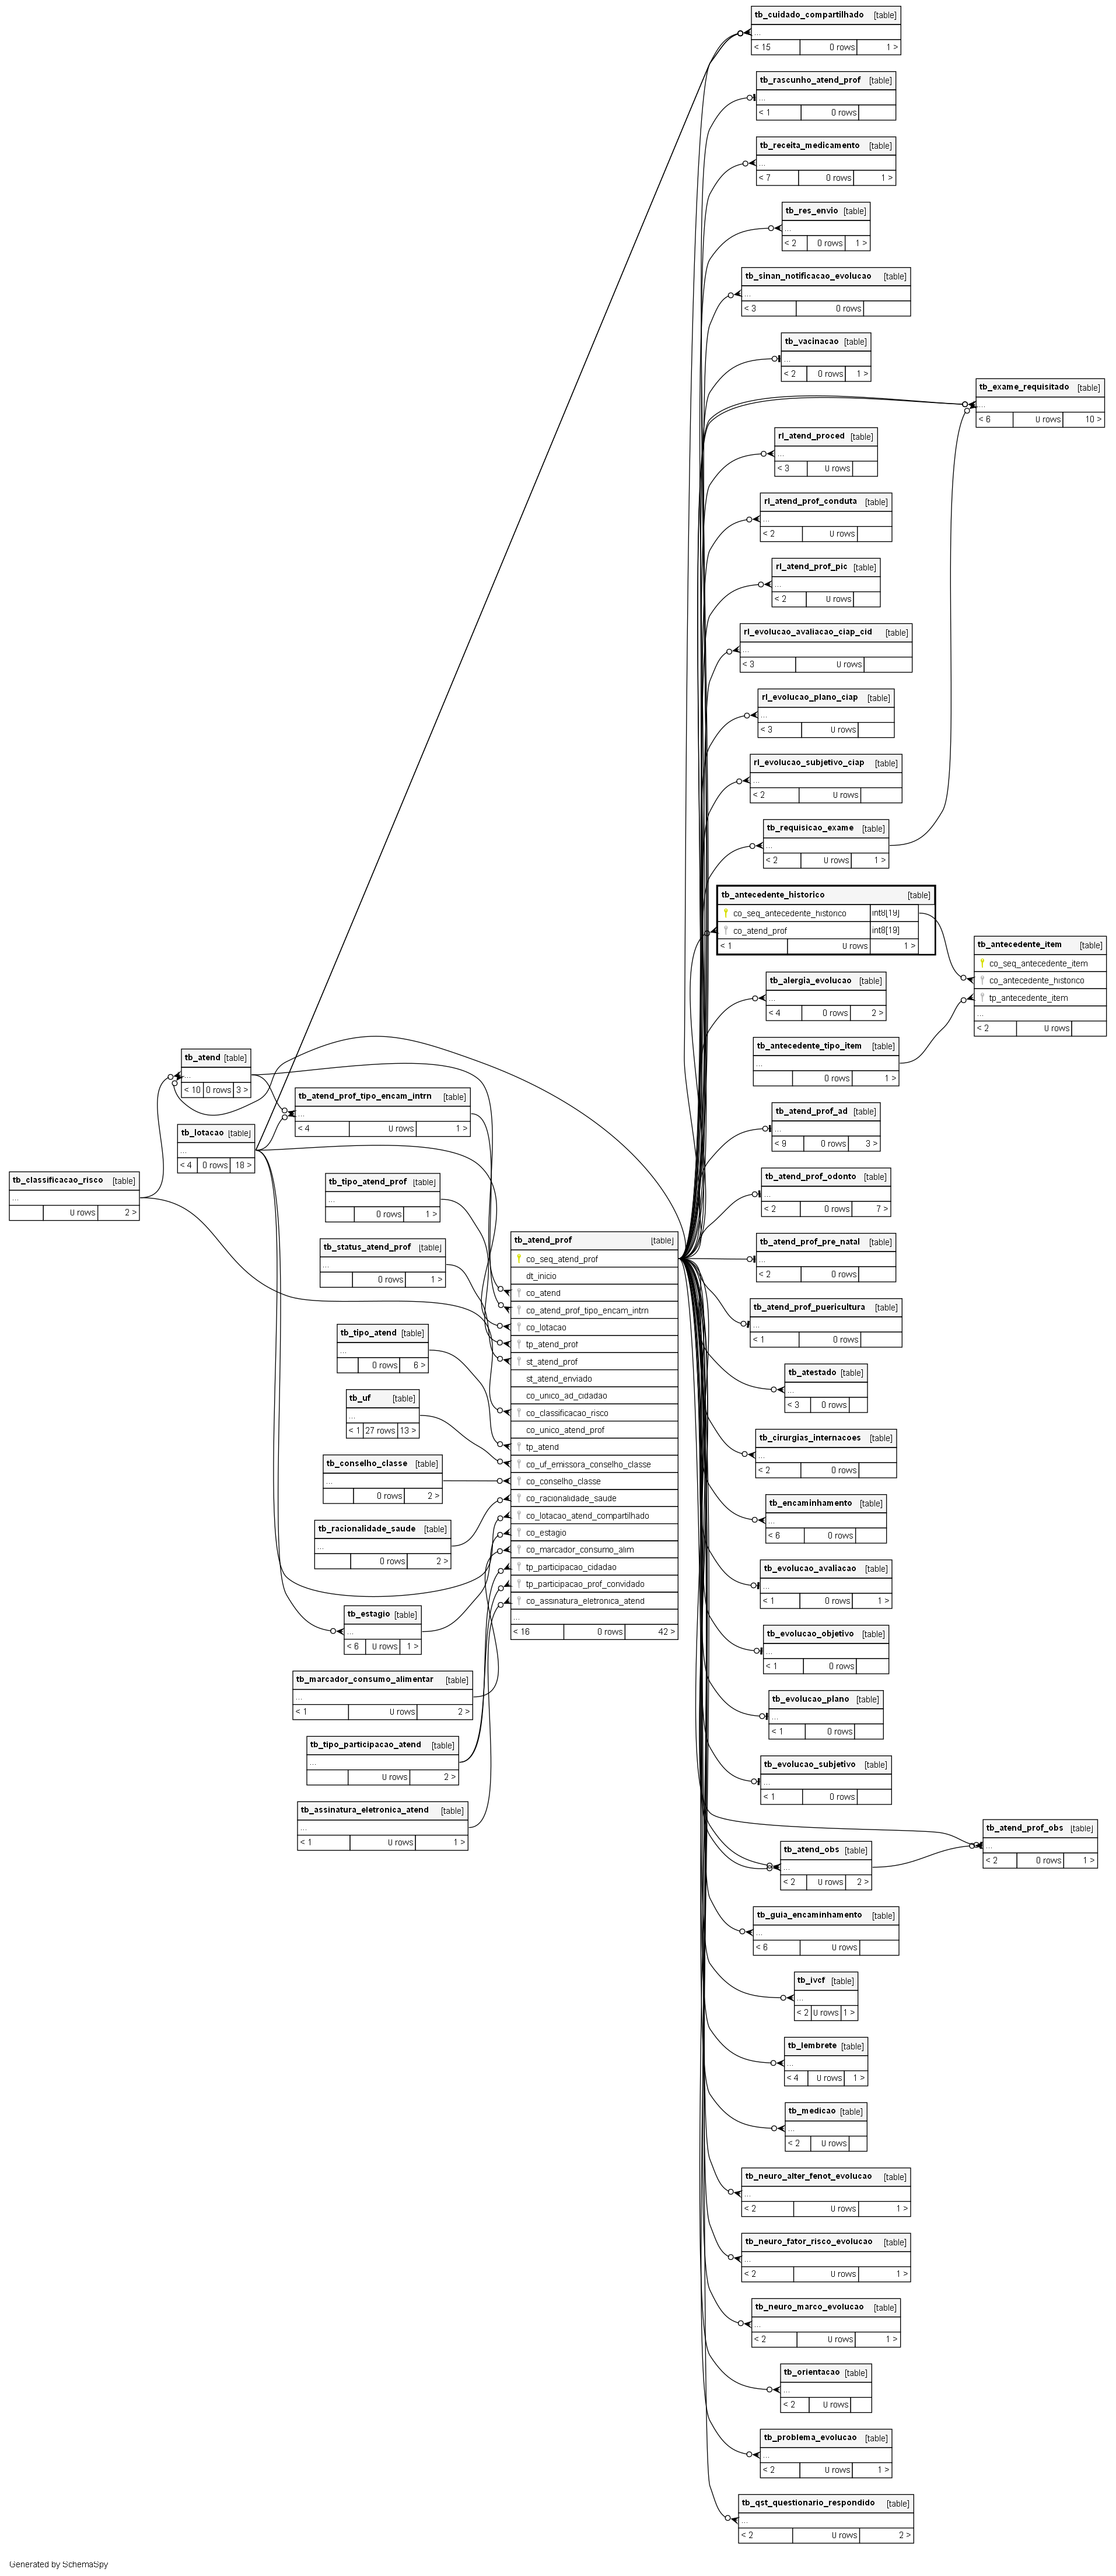 tb_cuidado_compartilhado [table]
...
< 15 0 rows 1 >
tb_rascunho_atend_prof [table]
...
< 1 0 rows
tb_receita_medicamento [table]
...
< 7 0 rows 1 >
tb_res_envio [table]
...
< 2 0 rows 1 >
tb_sinan_notificacao_evolucao [table]
...
< 3 0 rows
tb_vacinacao [table]
...
< 2 0 rows 1 >
tb_exame_requisitado [table]
...
< 6 0 rows 10 >
rl_atend_proced [table]
...
< 3 0 rows
rl_atend_prof_conduta [table]
...
< 2 0 rows
rl_atend_prof_pic [table]
...
< 2 0 rows
rl_evolucao_avaliacao_ciap_cid [table]
...
< 3 0 rows
rl_evolucao_plano_ciap [table]
...
< 3 0 rows
rl_evolucao_subjetivo_ciap [table]
...
< 2 0 rows
tb_requisicao_exame [table]
...
< 2 0 rows 1 >
tb_antecedente_historico [table]
co_seq_antecedente_historico int8[19]
co_atend_prof int8[19]
< 1 0 rows 1 >
tb_antecedente_item [table]
co_seq_antecedente_item
co_antecedente_historico
tp_antecedente_item
...
< 2 0 rows
tb_alergia_evolucao [table]
...
< 4 0 rows 2 >
tb_antecedente_tipo_item [table]
...
0 rows 1 >
tb_atend [table]
...
< 10 0 rows 3 >
tb_atend_prof_tipo_encam_intrn [table]
...
< 4 0 rows 1 >
tb_lotacao [table]
...
< 4 0 rows 18 >
tb_classificacao_risco [table]
...
0 rows 2 >
tb_tipo_atend_prof [table]
...
0 rows 1 >
tb_status_atend_prof [table]
...
0 rows 1 >
tb_tipo_atend [table]
...
0 rows 6 >
tb_uf [table]
...
< 1 27 rows 13 >
tb_conselho_classe [table]
...
0 rows 2 >
tb_racionalidade_saude [table]
...
0 rows 2 >
tb_estagio [table]
...
< 6 0 rows 1 >
tb_marcador_consumo_alimentar [table]
...
< 1 0 rows 2 >
tb_tipo_participacao_atend [table]
...
0 rows 2 >
tb_assinatura_eletronica_atend [table]
...
< 1 0 rows 1 >
tb_atend_prof [table]
co_seq_atend_prof
dt_inicio
co_atend
co_atend_prof_tipo_encam_intrn
co_lotacao
tp_atend_prof
st_atend_prof
st_atend_enviado
co_unico_ad_cidadao
co_classificacao_risco
co_unico_atend_prof
tp_atend
co_uf_emissora_conselho_classe
co_conselho_classe
co_racionalidade_saude
co_lotacao_atend_compartilhado
co_estagio
co_marcador_consumo_alim
tp_participacao_cidadao
tp_participacao_prof_convidado
co_assinatura_eletronica_atend
...
< 16 0 rows 42 >
tb_atend_prof_ad [table]
...
< 9 0 rows 3 >
tb_atend_prof_odonto [table]
...
< 2 0 rows 7 >
tb_atend_prof_pre_natal [table]
...
< 2 0 rows
tb_atend_prof_puericultura [table]
...
< 1 0 rows
tb_atestado [table]
...
< 3 0 rows
tb_cirurgias_internacoes [table]
...
< 2 0 rows
tb_encaminhamento [table]
...
< 6 0 rows
tb_evolucao_avaliacao [table]
...
< 1 0 rows 1 >
tb_evolucao_objetivo [table]
...
< 1 0 rows
tb_evolucao_plano [table]
...
< 1 0 rows
tb_evolucao_subjetivo [table]
...
< 1 0 rows
tb_atend_prof_obs [table]
...
< 2 0 rows 1 >
tb_atend_obs [table]
...
< 2 0 rows 2 >
tb_guia_encaminhamento [table]
...
< 6 0 rows
tb_ivcf [table]
...
< 2 0 rows 1 >
tb_lembrete [table]
...
< 4 0 rows 1 >
tb_medicao [table]
...
< 2 0 rows
tb_neuro_alter_fenot_evolucao [table]
...
< 2 0 rows 1 >
tb_neuro_fator_risco_evolucao [table]
...
< 2 0 rows 1 >
tb_neuro_marco_evolucao [table]
...
< 2 0 rows 1 >
tb_orientacao [table]
...
< 2 0 rows
tb_problema_evolucao [table]
...
< 2 0 rows 1 >
tb_qst_questionario_respondido [table]
...
< 2 0 rows 2 >
Generated by SchemaSpy